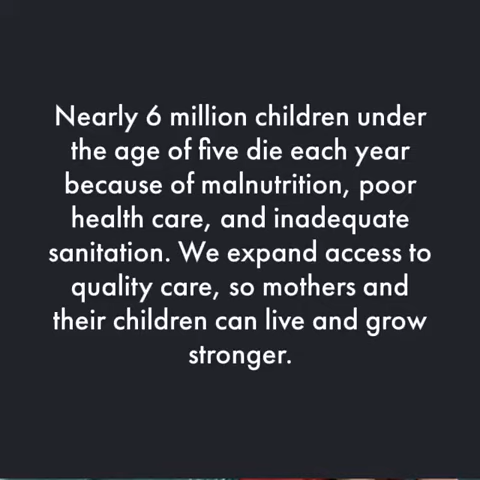 Nearly 6 million children under
the age of five die each year
because of malnutrition, poor
health care, and inadequate
sanitation. We expand access to
quality care, so mothers and
their children can live and grow
stronger.